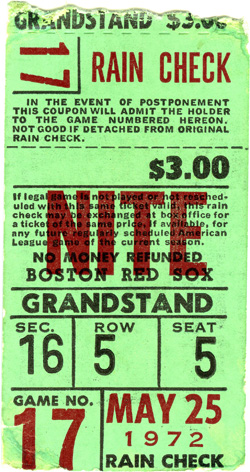 GRANDSTAND $3.00
17
RAIN CHECK
IN THE EVENT OF POSTPONEMENT
THIS COUPON WILL ADMIT THE HOLDER
TO THE GAME NUMBERED HEREON.
NOT GOOD IF DETACHED FROM ORIGINAL
RAIN CHECK.
$3.00
NITE
If legal game is not played or not resched-
uled with this same ticket valid, this rain
check may be exchanged at box office for
a ticket of the same price, if available, for
any future regularly scheduled American
League game of the current season.
NO MONEY REFUNDED
BOSTON RED SOX
GRANDSTAND
SEC. ROW SEAT
16 5 5
GAME NO.
17
MAY 25
1972
RAIN CHECK